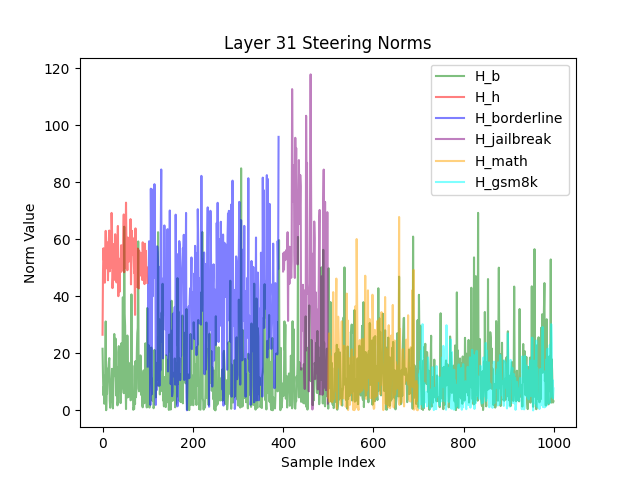 Layer 31 Steering Norms
Norm Value
120
100
80
60
40
20
0
0 200 400 600 800 1000
Sample Index
H_b
H_h
H_borderline
H_jailbreak
H_math
H_gsm8k